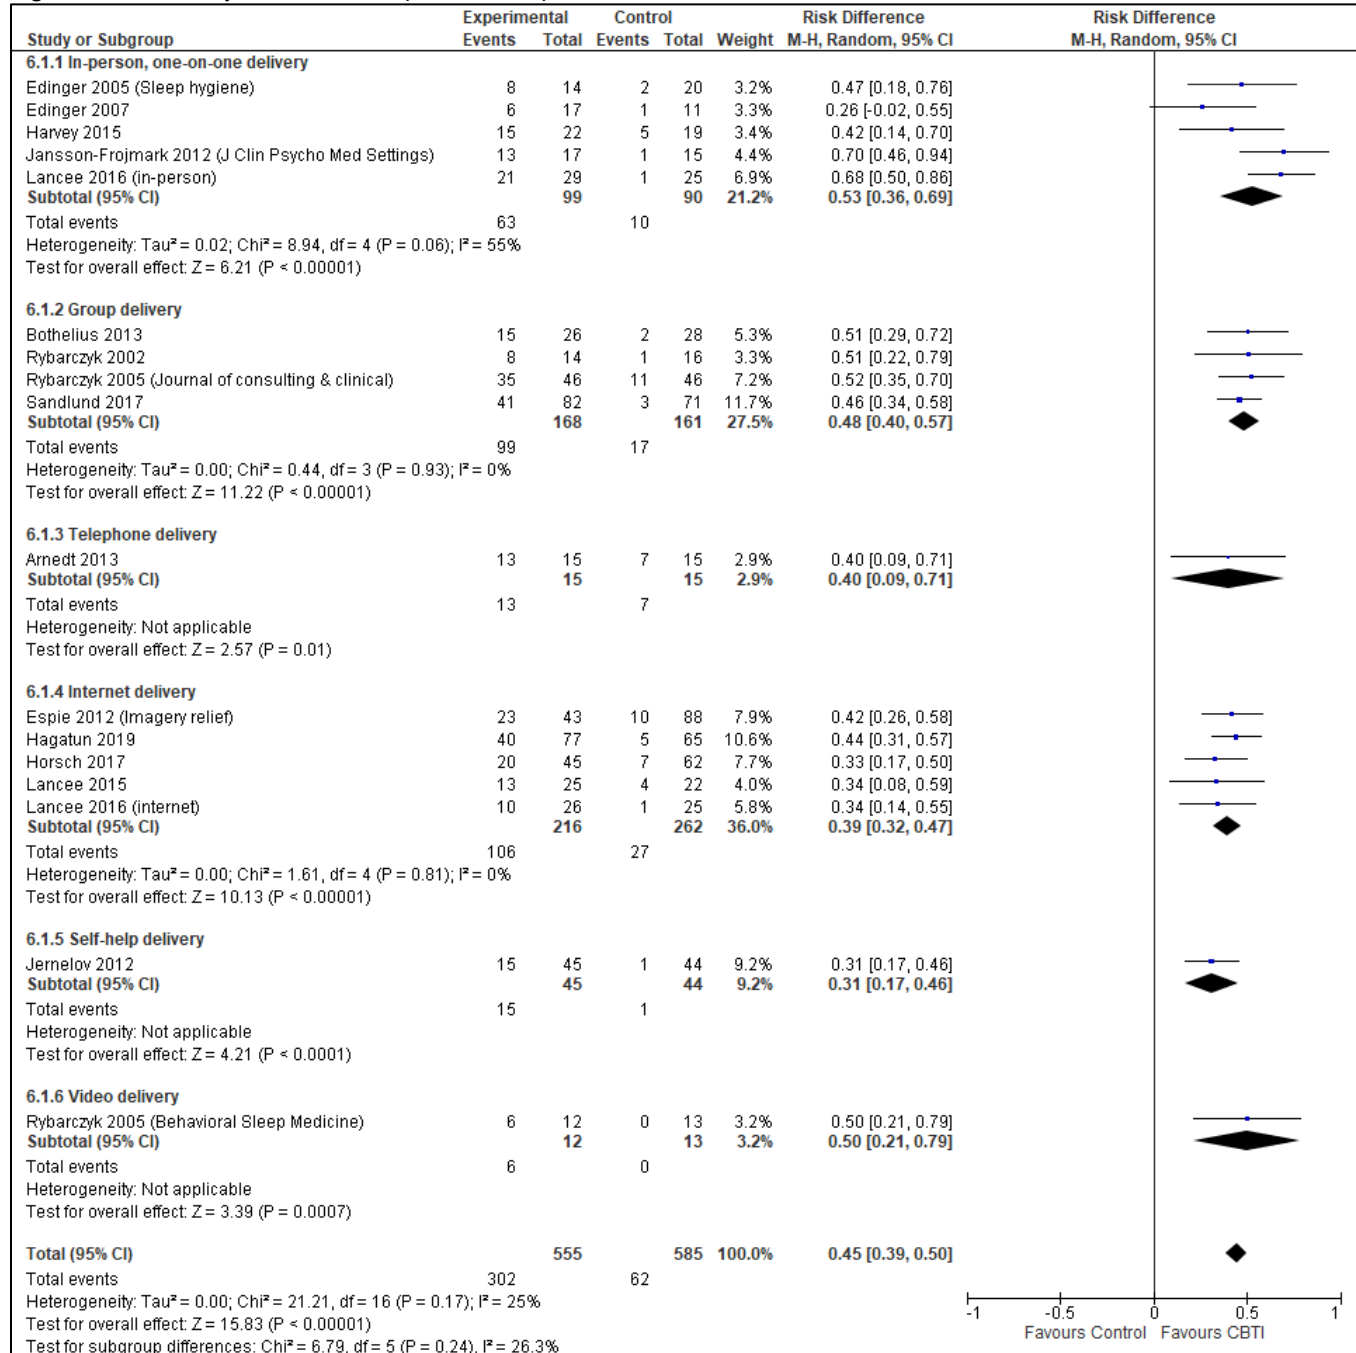 Experimental Control Risk Difference Risk Difference
Study or Subgroup Events Total Events Total Weight M-H, Random, 95% CI M-H, Random, 95% CI
6.1.1 In-person, one-on-one delivery
Edinger 2005 (Sleep hygiene) 8 14 2 20 3.2% 0.47 [0.18, 0.76]
Edinger 2007 6 17 1 11 3.3% 0.26 [-0.02, 0.55]
Harvey 2015 15 22 5 19 3.4% 0.42 [0.14, 0.70]
Jansson-Frojmark 2012 (J Clin Psycho Med Settings) 13 17 1 15 4.4% 0.70 [0.46, 0.94]
Lancee 2016 (in-person) 21 29 1 25 6.9% 0.68 [0.50, 0.86]
Subtotal (95% CI) 99 90 21.2% 0.53 [0.36, 0.69]
Total events 63 10
Heterogeneity: Tau² = 0.02; Chi² = 8.94, df = 4 (P = 0.06); I² = 55%
Test for overall effect: Z = 6.21 (P < 0.00001)
6.1.2 Group delivery
Bothelius 2013 15 26 2 28 5.3% 0.51 [0.29, 0.72]
Rybarczyk 2002 8 14 1 16 3.3% 0.51 [0.22, 0.79]
Rybarczyk 2005 (Journal of consulting & clinical) 35 46 11 46 7.2% 0.52 [0.35, 0.70]
Sandlund 2017 41 82 3 71 11.7% 0.46 [0.34, 0.58]
Subtotal (95% CI) 168 161 27.5% 0.48 [0.40, 0.57]
Total events 99 17
Heterogeneity: Tau² = 0.00; Chi² = 0.44, df = 3 (P = 0.93); I² = 0%
Test for overall effect: Z = 11.22 (P < 0.00001)
6.1.3 Telephone delivery
Arnedt 2013 13 15 7 15 2.9% 0.40 [0.09, 0.71]
Subtotal (95% CI) 15 15 2.9% 0.40 [0.09, 0.71]
Total events 13 7
Heterogeneity: Not applicable
Test for overall effect: Z = 2.57 (P = 0.01)
6.1.4 Internet delivery
Espie 2012 (Imagery relief) 23 43 10 88 7.9% 0.42 [0.26, 0.58]
Hagatun 2019 40 77 5 65 10.6% 0.44 [0.31, 0.57]
Horsch 2017 20 45 7 62 7.7% 0.33 [0.17, 0.50]
Lancee 2015 13 25 4 22 4.0% 0.34 [0.08, 0.59]
Lancee 2016 (internet) 10 26 1 25 5.8% 0.34 [0.14, 0.55]
Subtotal (95% CI) 216 262 36.0% 0.39 [0.32, 0.47]
Total events 106 27
Heterogeneity: Tau² = 0.00; Chi² = 1.61, df = 4 (P = 0.81); I² = 0%
Test for overall effect: Z = 10.13 (P < 0.00001)
6.1.5 Self-help delivery
Jernelov 2012 15 45 1 44 9.2% 0.31 [0.17, 0.46]
Subtotal (95% CI) 45 44 9.2% 0.31 [0.17, 0.46]
Total events 15 1
Heterogeneity: Not applicable
Test for overall effect: Z = 4.21 (P < 0.0001)
6.1.6 Video delivery
Rybarczyk 2005 (Behavioral Sleep Medicine) 6 12 0 13 3.2% 0.50 [0.21, 0.79]
Subtotal (95% CI) 12 13 3.2% 0.50 [0.21, 0.79]
Total events 6 0
Heterogeneity: Not applicable
Test for overall effect: Z = 3.39 (P = 0.0007)
Total (95% CI) 555 585 100.0% 0.45 [0.39, 0.50]
Total events 302 62
Heterogeneity: Tau² = 0.00; Chi² = 21.21, df = 16 (P = 0.17); I² = 25%
Test for overall effect: Z = 15.83 (P < 0.00001)
Test for subgroup differences: Chi² = 6.79, df = 5 (P = 0.24), I² = 26.3%
-1 -0.5 0 0.5 1
Favours Control Favours CBTI